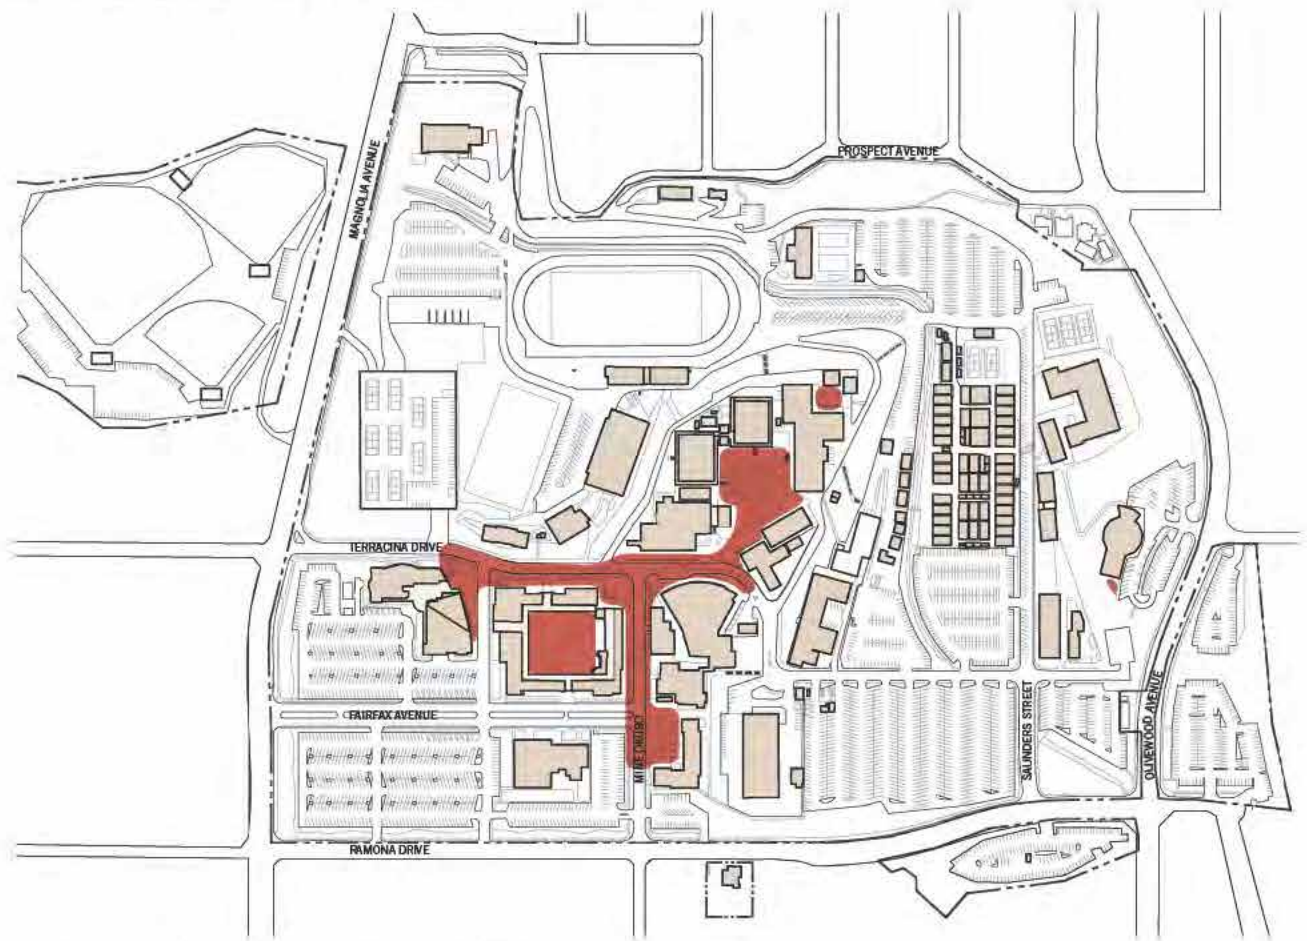 PROSPECT AVENUE
MAGNOLIA AVENUE
TERRACINA DRIVE
FAIRFAX AVENUE
SAUNDERS STREET
OLIVEWOOD AVENUE
RAMONA DRIVE